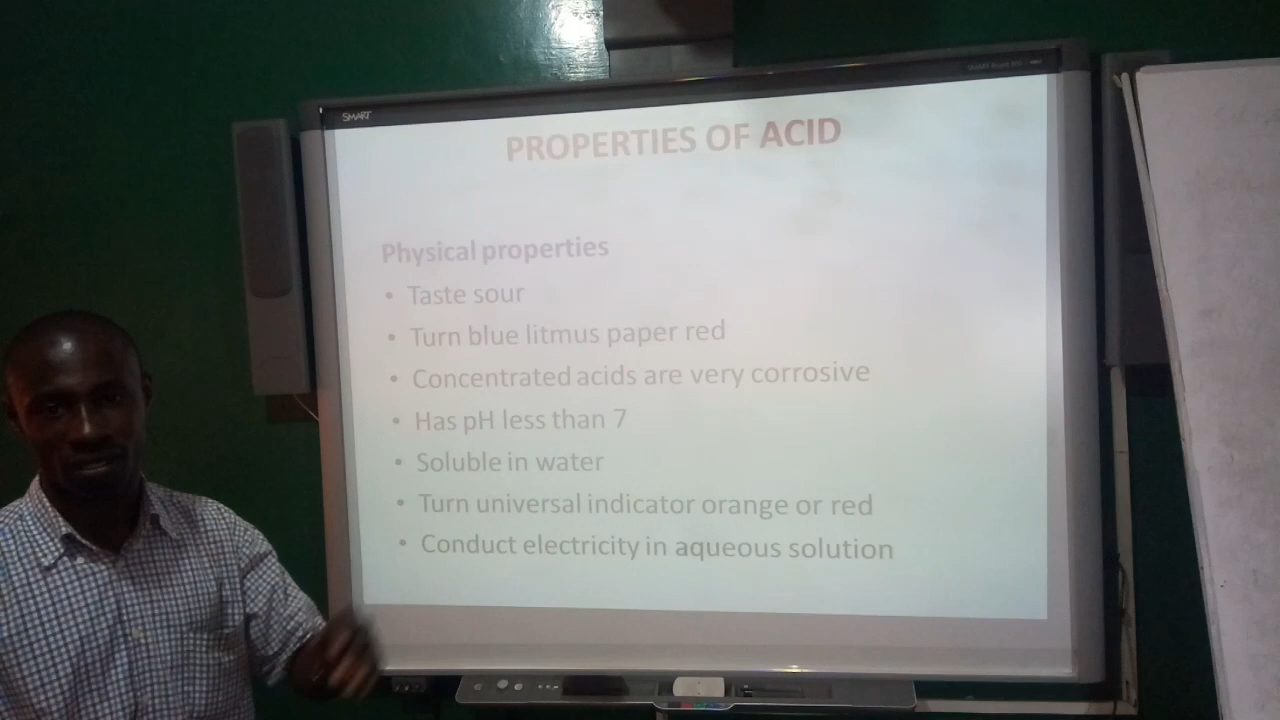 SMART
PROPERTIES OF ACID
Physical properties
• Taste sour
• Turn blue litmus paper red
• Concentrated acids are very corrosive
• Has pH less than 7
• Soluble in water
• Turn universal indicator orange or red
• Conduct electricity in aqueous solution